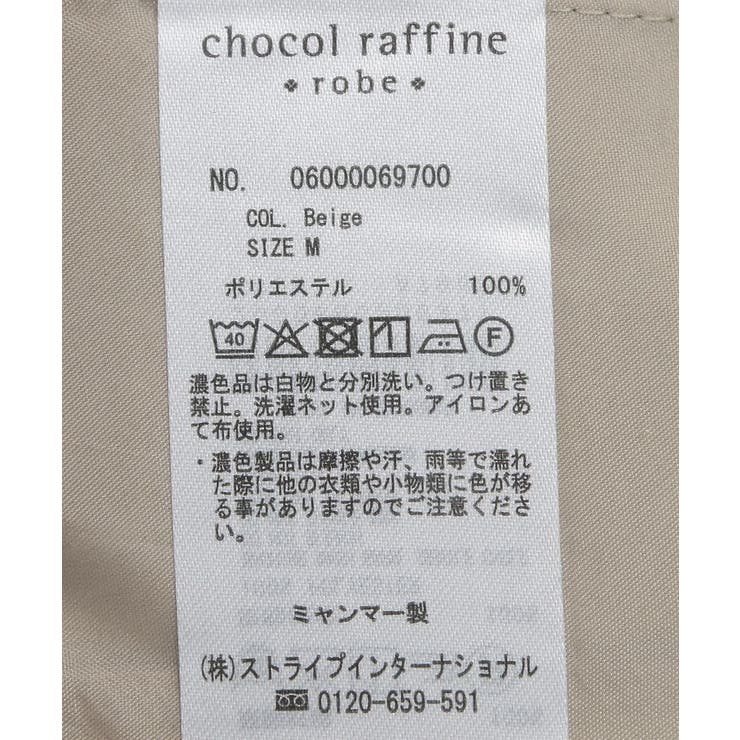 chocol raffine
robe
NO. 06000069700
COL. Beige
SIZE M
ポリエステル 100%
40 F
濃色品は白物と分別洗い。つけ置き
禁止。洗濯ネット使用。アイロンあ
て布使用。
・濃色製品は摩擦や汗、雨等で濡れ
た際に他の衣類や小物類に色が移
る事がありますのでご注意くださ
い。
ミャンマー製
(株)ストライプインターナショナル
0120-659-591